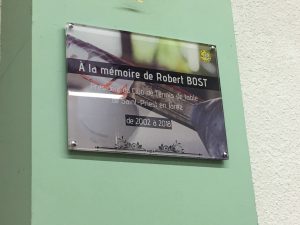 À la mémoire de Robert BOST
Président du Club de Tennis de table
de Saint-Priest en Jarez
de 2002 à 2018